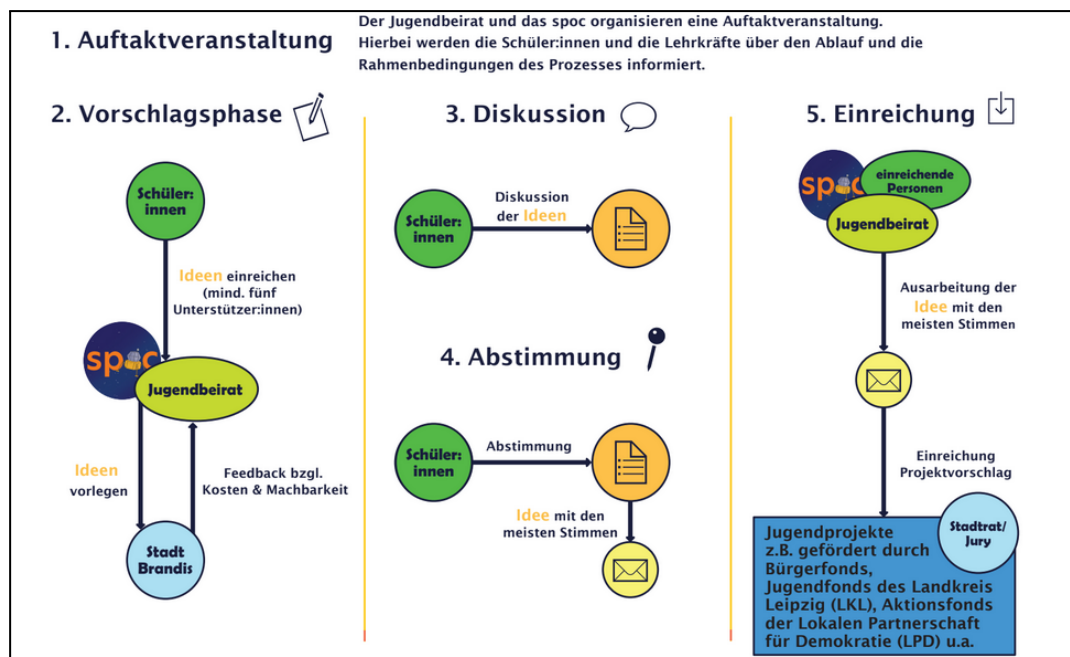 1. Auftaktveranstaltung
Der Jugendbeirat und das spoc organisieren eine Auftaktveranstaltung.
Hierbei werden die Schüler:innen und die Lehrkräfte über den Ablauf und die
Rahmenbedingungen des Prozesses informiert.
2. Vorschlagsphase
Schüler:
innen
Ideen einreichen
(mind. fünf
Unterstützer:innen)
spoc
Jugendbeirat
Ideen
vorlegen
Feedback bzgl.
Kosten & Machbarkeit
Stadt
Brandis
3. Diskussion
Schüler:
innen
Diskussion
der Ideen
4. Abstimmung
Schüler:
innen
Abstimmung
Idee mit den
meisten Stimmen
5. Einreichung
spoc
einreichende
Personen
Jugendbeirat
Ausarbeitung der
Idee mit den
meisten Stimmen
Einreichung
Projektvorschlag
Stadtrat/
Jury
Jugendprojekte
z.B. gefördert durch
Bürgerfonds,
Jugendfonds des Landkreis
Leipzig (LKL), Aktionsfonds
der Lokalen Partnerschaft
für Demokratie (LPD) u.a.